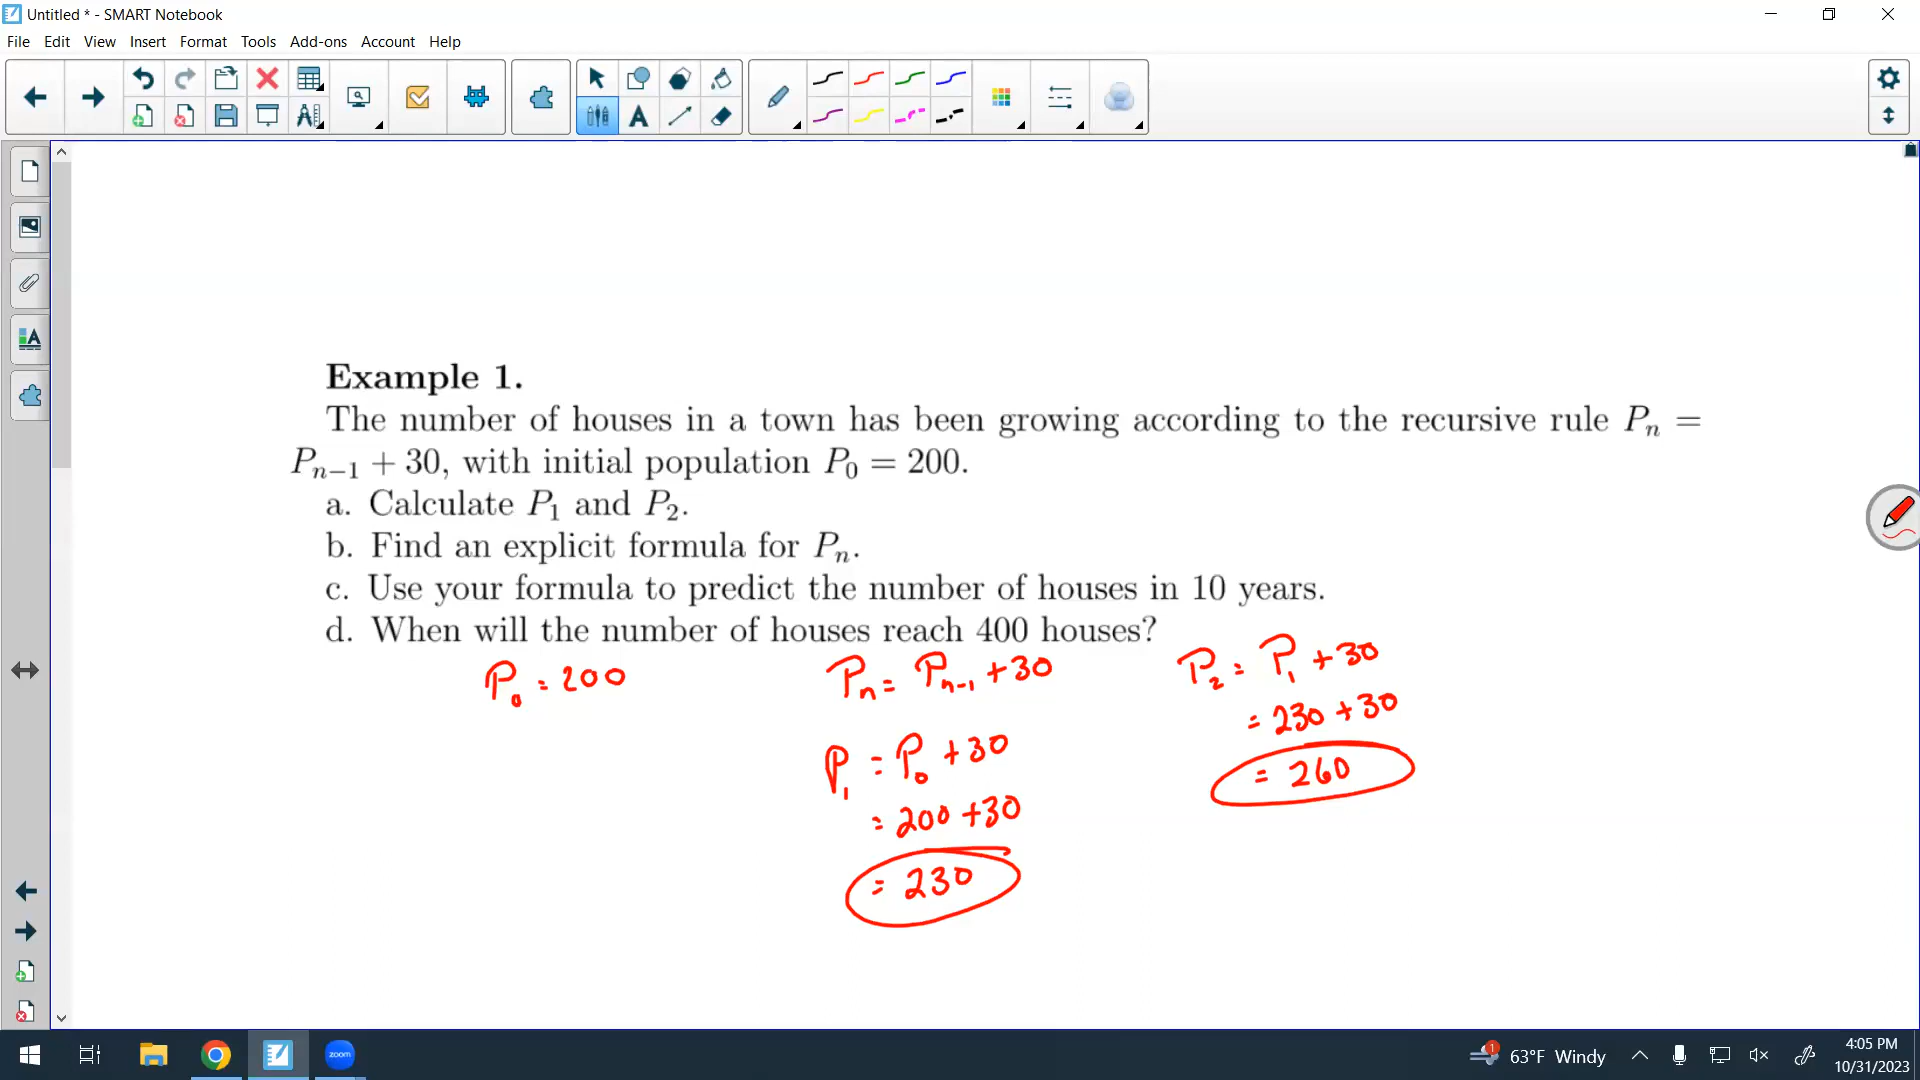 Untitled * - SMART Notebook
File Edit View Insert Format Tools Add-ons Account Help
Example 1.
The number of houses in a town has been growing according to the recursive rule Pₙ =
Pₙ₋₁ + 30, with initial population P₀ = 200.
a. Calculate P₁ and P₂.
b. Find an explicit formula for Pₙ.
c. Use your formula to predict the number of houses in 10 years.
d. When will the number of houses reach 400 houses?
P₀ = 200
Pₙ = Pₙ₋₁ + 30
P₁ = P₀ + 30
= 200 + 30
= 230
P₂ = P₁ + 30
= 230 + 30
= 260
zoom
1
63°F Windy
4:05 PM
10/31/2023